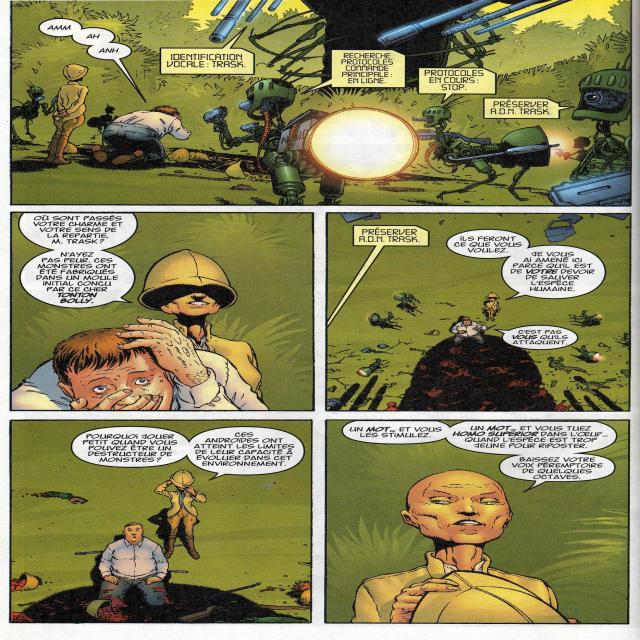 AMM
AH
ANH
IDENTIFICATION
VOCALE : TRASK.
RECHERCHE
PROTOCOLES
COMMANDE
PRINCIPALE :
EN LIGNE.
PROTOCOLES
EN COURS :
STOP.
PRÉSERVER
A.D.N. TRASK.
OÙ SONT PASSÉS
VOTRE CHARME ET
VOTRE SENS DE
LA REPARTIE,
M. TRASK ?
N'AYEZ
PAS PEUR, CES
MONSTRES ONT
ÉTÉ FABRIQUÉS
DANS UN MOULE
INITIAL CONÇU
PAR CE CHER
TONTON
BOLLY.
PRÉSERVER
A.D.N. TRASK.
ILS FERONT
CE QUE VOUS
VOULEZ.
JE VOUS
AI AMENÉ ICI
PARCE QU'IL EST
DE VOTRE DEVOIR
DE SAUVER
L'ESPÈCE
HUMAINE.
C'EST PAS
VOUS QU'ILS
ATTAQUENT.
POURQUOI JOUER
PETIT QUAND VOUS
POUVEZ ÊTRE UN
DESTRUCTEUR DE
MONSTRES ?
CES
ANDROÏDES ONT
ATTEINT LES LIMITES
DE LEUR CAPACITÉ À
ÉVOLUER DANS CET
ENVIRONNEMENT.
UN MOT... ET VOUS
LES STIMULEZ.
UN MOT... ET VOUS TUEZ
HOMO SUPERIOR DANS L'ŒUF...
QUAND L'ESPÈCE EST TROP
JEUNE POUR RIPOSTER.
BAISSEZ VOTRE
VOIX PÉREMPTOIRE
DE QUELQUES
OCTAVES.